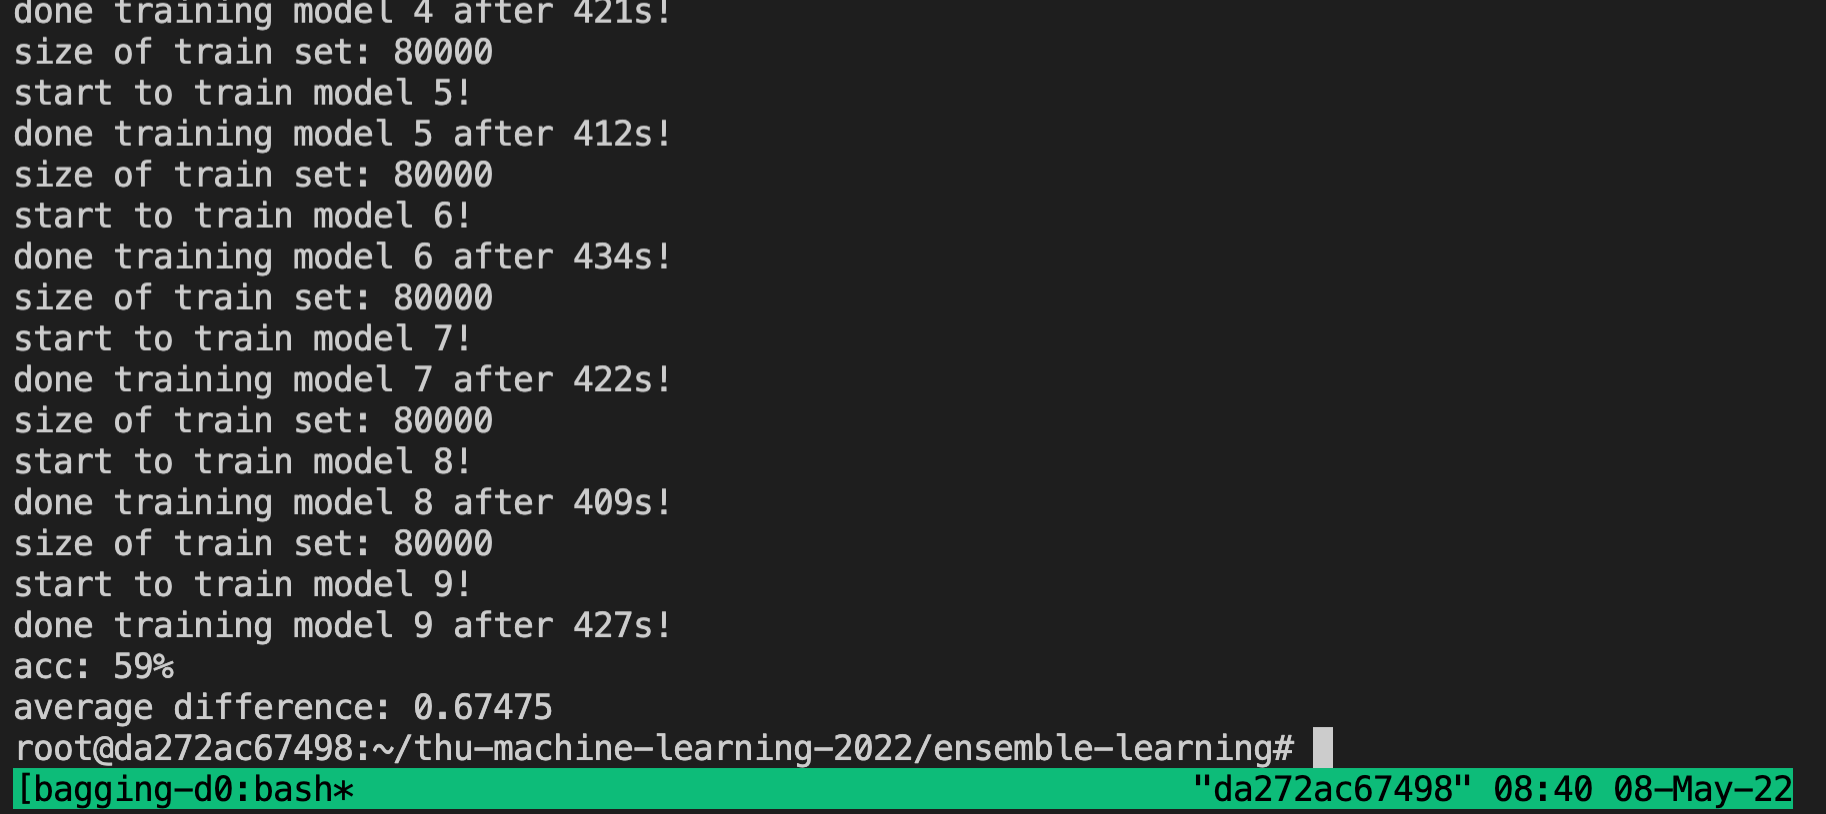 done training model 4 after 421s!
size of train set: 80000
start to train model 5!
done training model 5 after 412s!
size of train set: 80000
start to train model 6!
done training model 6 after 434s!
size of train set: 80000
start to train model 7!
done training model 7 after 422s!
size of train set: 80000
start to train model 8!
done training model 8 after 409s!
size of train set: 80000
start to train model 9!
done training model 9 after 427s!
acc: 59%
average difference: 0.67475
root@da272ac67498:~/thu-machine-learning-2022/ensemble-learning#
[bagging-d0:bash* "da272ac67498" 08:40 08-May-22